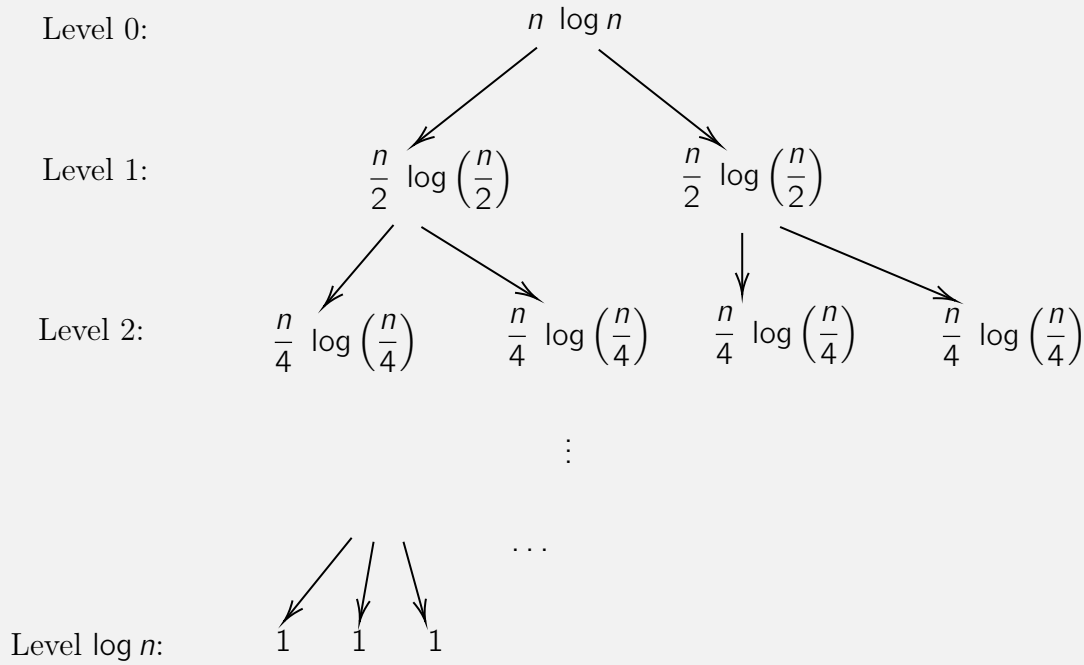 Level 0: n log n
Level 1: n/2 log (n/2) n/2 log (n/2)
Level 2: n/4 log (n/4) n/4 log (n/4) n/4 log (n/4) n/4 log (n/4)
⋮
...
Level log n: 1 1 1